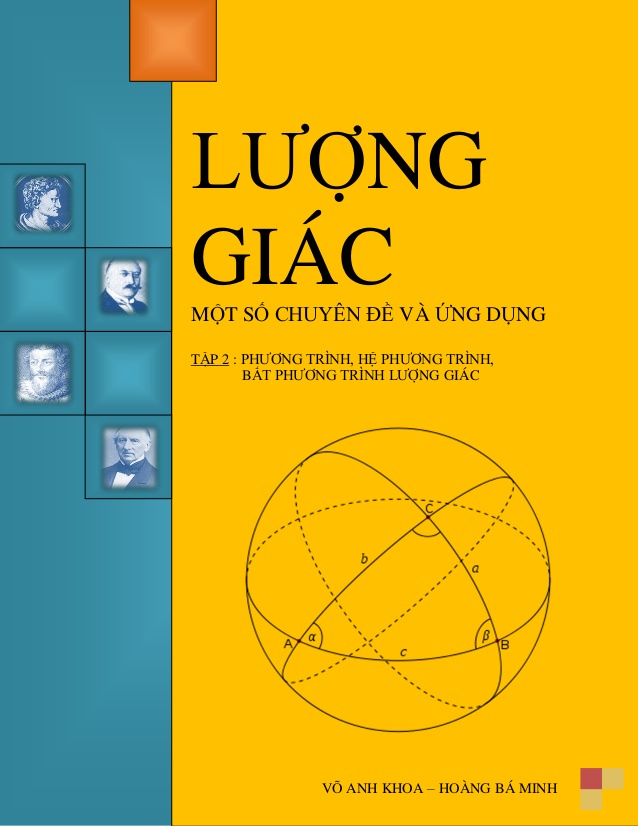 LƯỢNG
GIÁC
MỘT SỐ CHUYÊN ĐỀ VÀ ỨNG DỤNG
TẬP 2 : PHƯƠNG TRÌNH, HỆ PHƯƠNG TRÌNH,
BẤT PHƯƠNG TRÌNH LƯỢNG GIÁC
C
b
a
A
α
β
B
c
VÕ ANH KHOA – HOÀNG BÁ MINH